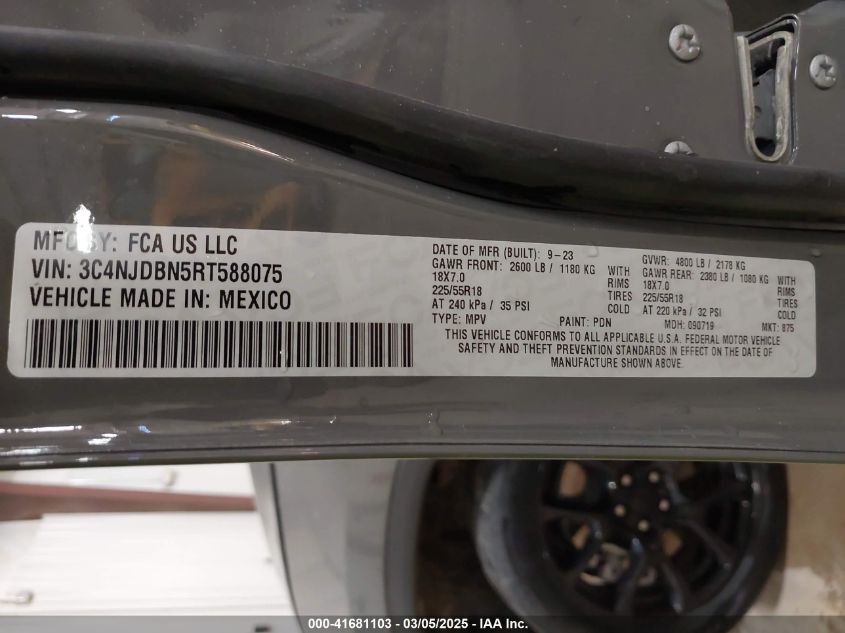 MFG BY: FCA US LLC
VIN: 3C4NJDBN5RT588075
VEHICLE MADE IN: MEXICO
DATE OF MFR (BUILT): 9-23 GVWR: 4800 LB / 2178 KG
GAWR FRONT: 2600 LB / 1180 KG WITH GAWR REAR: 2380 LB / 1080 KG WITH
18X7.0 RIMS 18X7.0 RIMS
225/55R18 TIRES 225/55R18 TIRES
AT 240 kPa / 35 PSI COLD AT 220 kPa / 32 PSI COLD
TYPE: MPV PAINT: PDN MDH: 090719 MKT: 875
THIS VEHICLE CONFORMS TO ALL APPLICABLE U.S.A. FEDERAL MOTOR VEHICLE
SAFETY AND THEFT PREVENTION STANDARDS IN EFFECT ON THE DATE OF
MANUFACTURE SHOWN ABOVE.
000-41681103 - 03/05/2025 - IAA Inc.